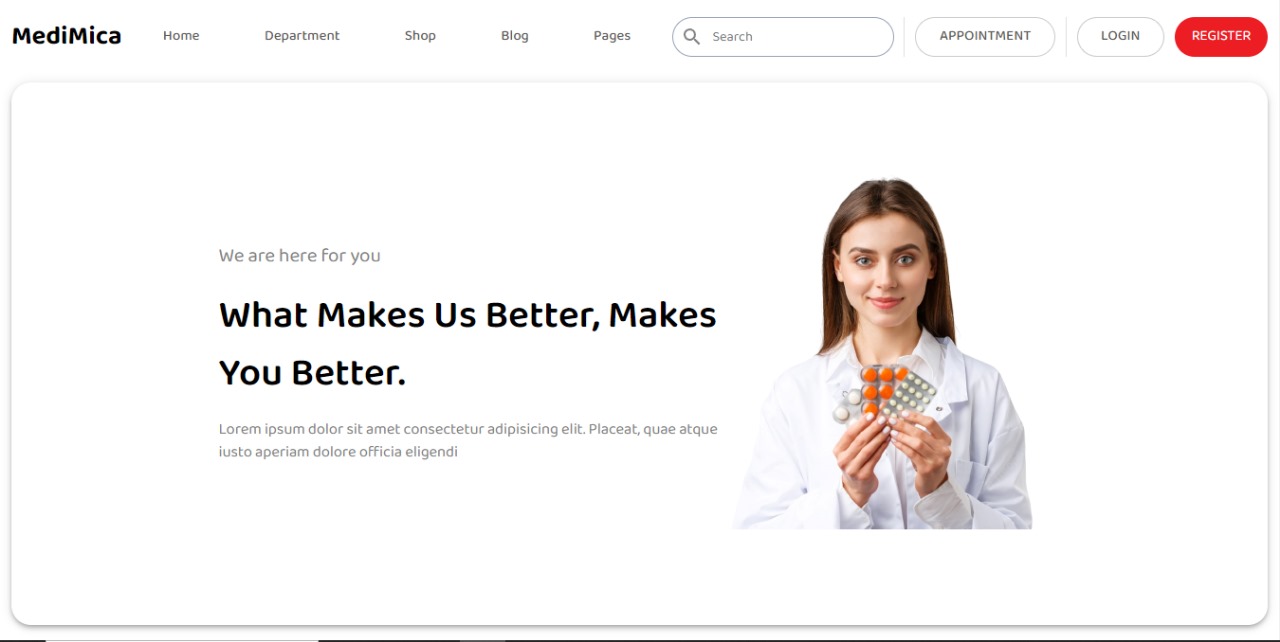 MediMica Home Department Shop Blog Pages Search APPOINTMENT LOGIN REGISTER
We are here for you
What Makes Us Better, Makes
You Better.
Lorem ipsum dolor sit amet consectetur adipisicing elit. Placeat, quae atque
iusto aperiam dolore officia eligendi